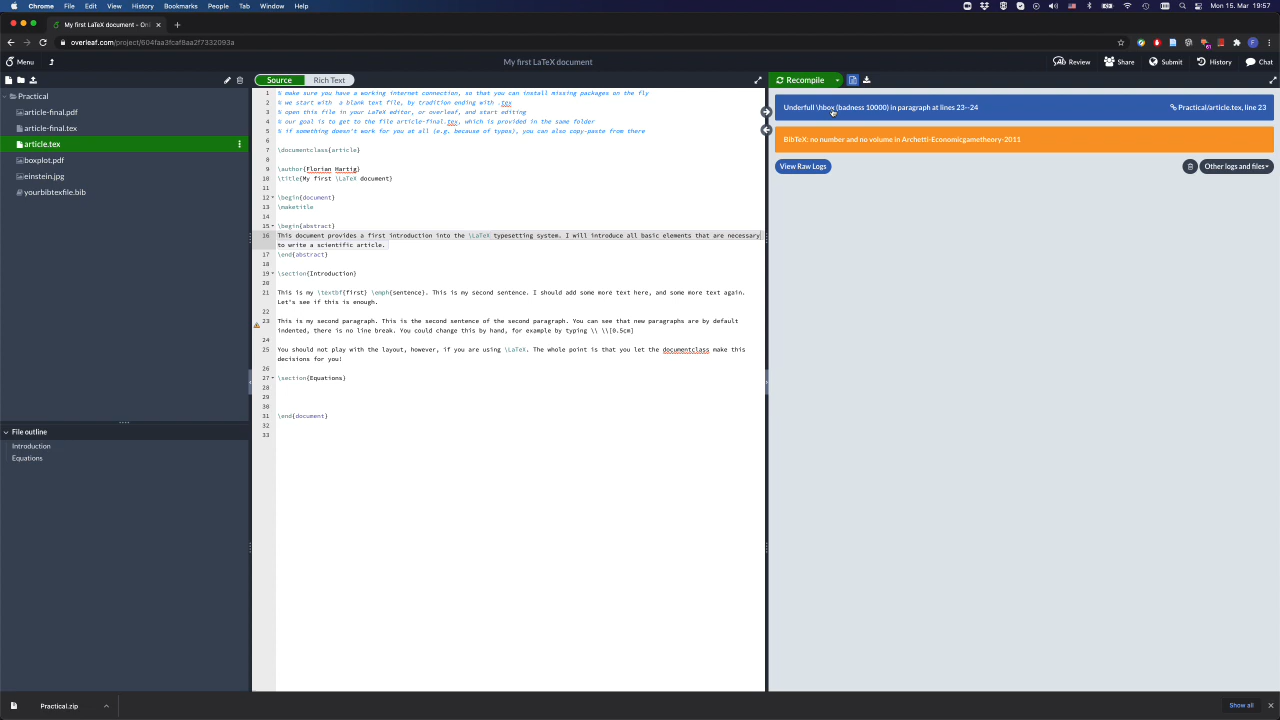 Chrome File Edit View History Bookmarks People Tab Window Help
100% Mon 15. Mar 19:57
My first LaTeX document - On
overleaf.com/project/604faa3fcaf8aa2f7332093a
Menu
My first LaTeX document
Review Share Submit History Chat
Source Rich Text
Recompile
Practical
article-final.pdf
article-final.tex
article.tex
boxplot.pdf
einstein.jpg
yourbibtexfile.bib
File outline
Introduction
Equations
1 % make sure you have a working internet connection, so that you can install missing packages on the fly
2 % we start with a blank text file, by tradition ending with .tex
3 % open this file in your LaTeX editor, or overleaf, and start editing
4 % our goal is to get to the file article-final.tex, which is provided in the same folder
5 % if something doesn't work for you at all (e.g. because of typos), you can also copy-paste from there
6
7 \documentclass{article}
8
9 \author{Florian Hartig}
10 \title{My first \LaTeX document}
11
12 \begin{document}
13 \maketitle
14
15 \begin{abstract}
16 This document provides a first introduction into the \LaTeX typesetting system. I will introduce all basic elements that are necessary
to write a scientific article.
17 \end{abstract}
18
19 \section{Introduction}
20
21 This is my \textbf{first} \emph{sentence}. This is my second sentence. I should add some more text here, and some more text again.
Let's see if this is enough.
22
23 This is my second paragraph. This is the second sentence of the second paragraph. You can see that new paragraphs are by default
indented, there is no line break. You could change this by hand, for example by typing \\ \\[0.5cm]
24
25 You should not play with the layout, however, if you are using \LaTeX. The whole point is that you let the documentclass make this
decisions for you!
26
27 \section{Equations}
28
29
30
31 \end{document}
32
33
Underfull \hbox (badness 10000) in paragraph at lines 23--24
Practical/article.tex, line 23
BibTeX: no number and no volume in Archetti-Economicgametheory-2011
View Raw Logs
Other logs and files
Practical.zip
Show all